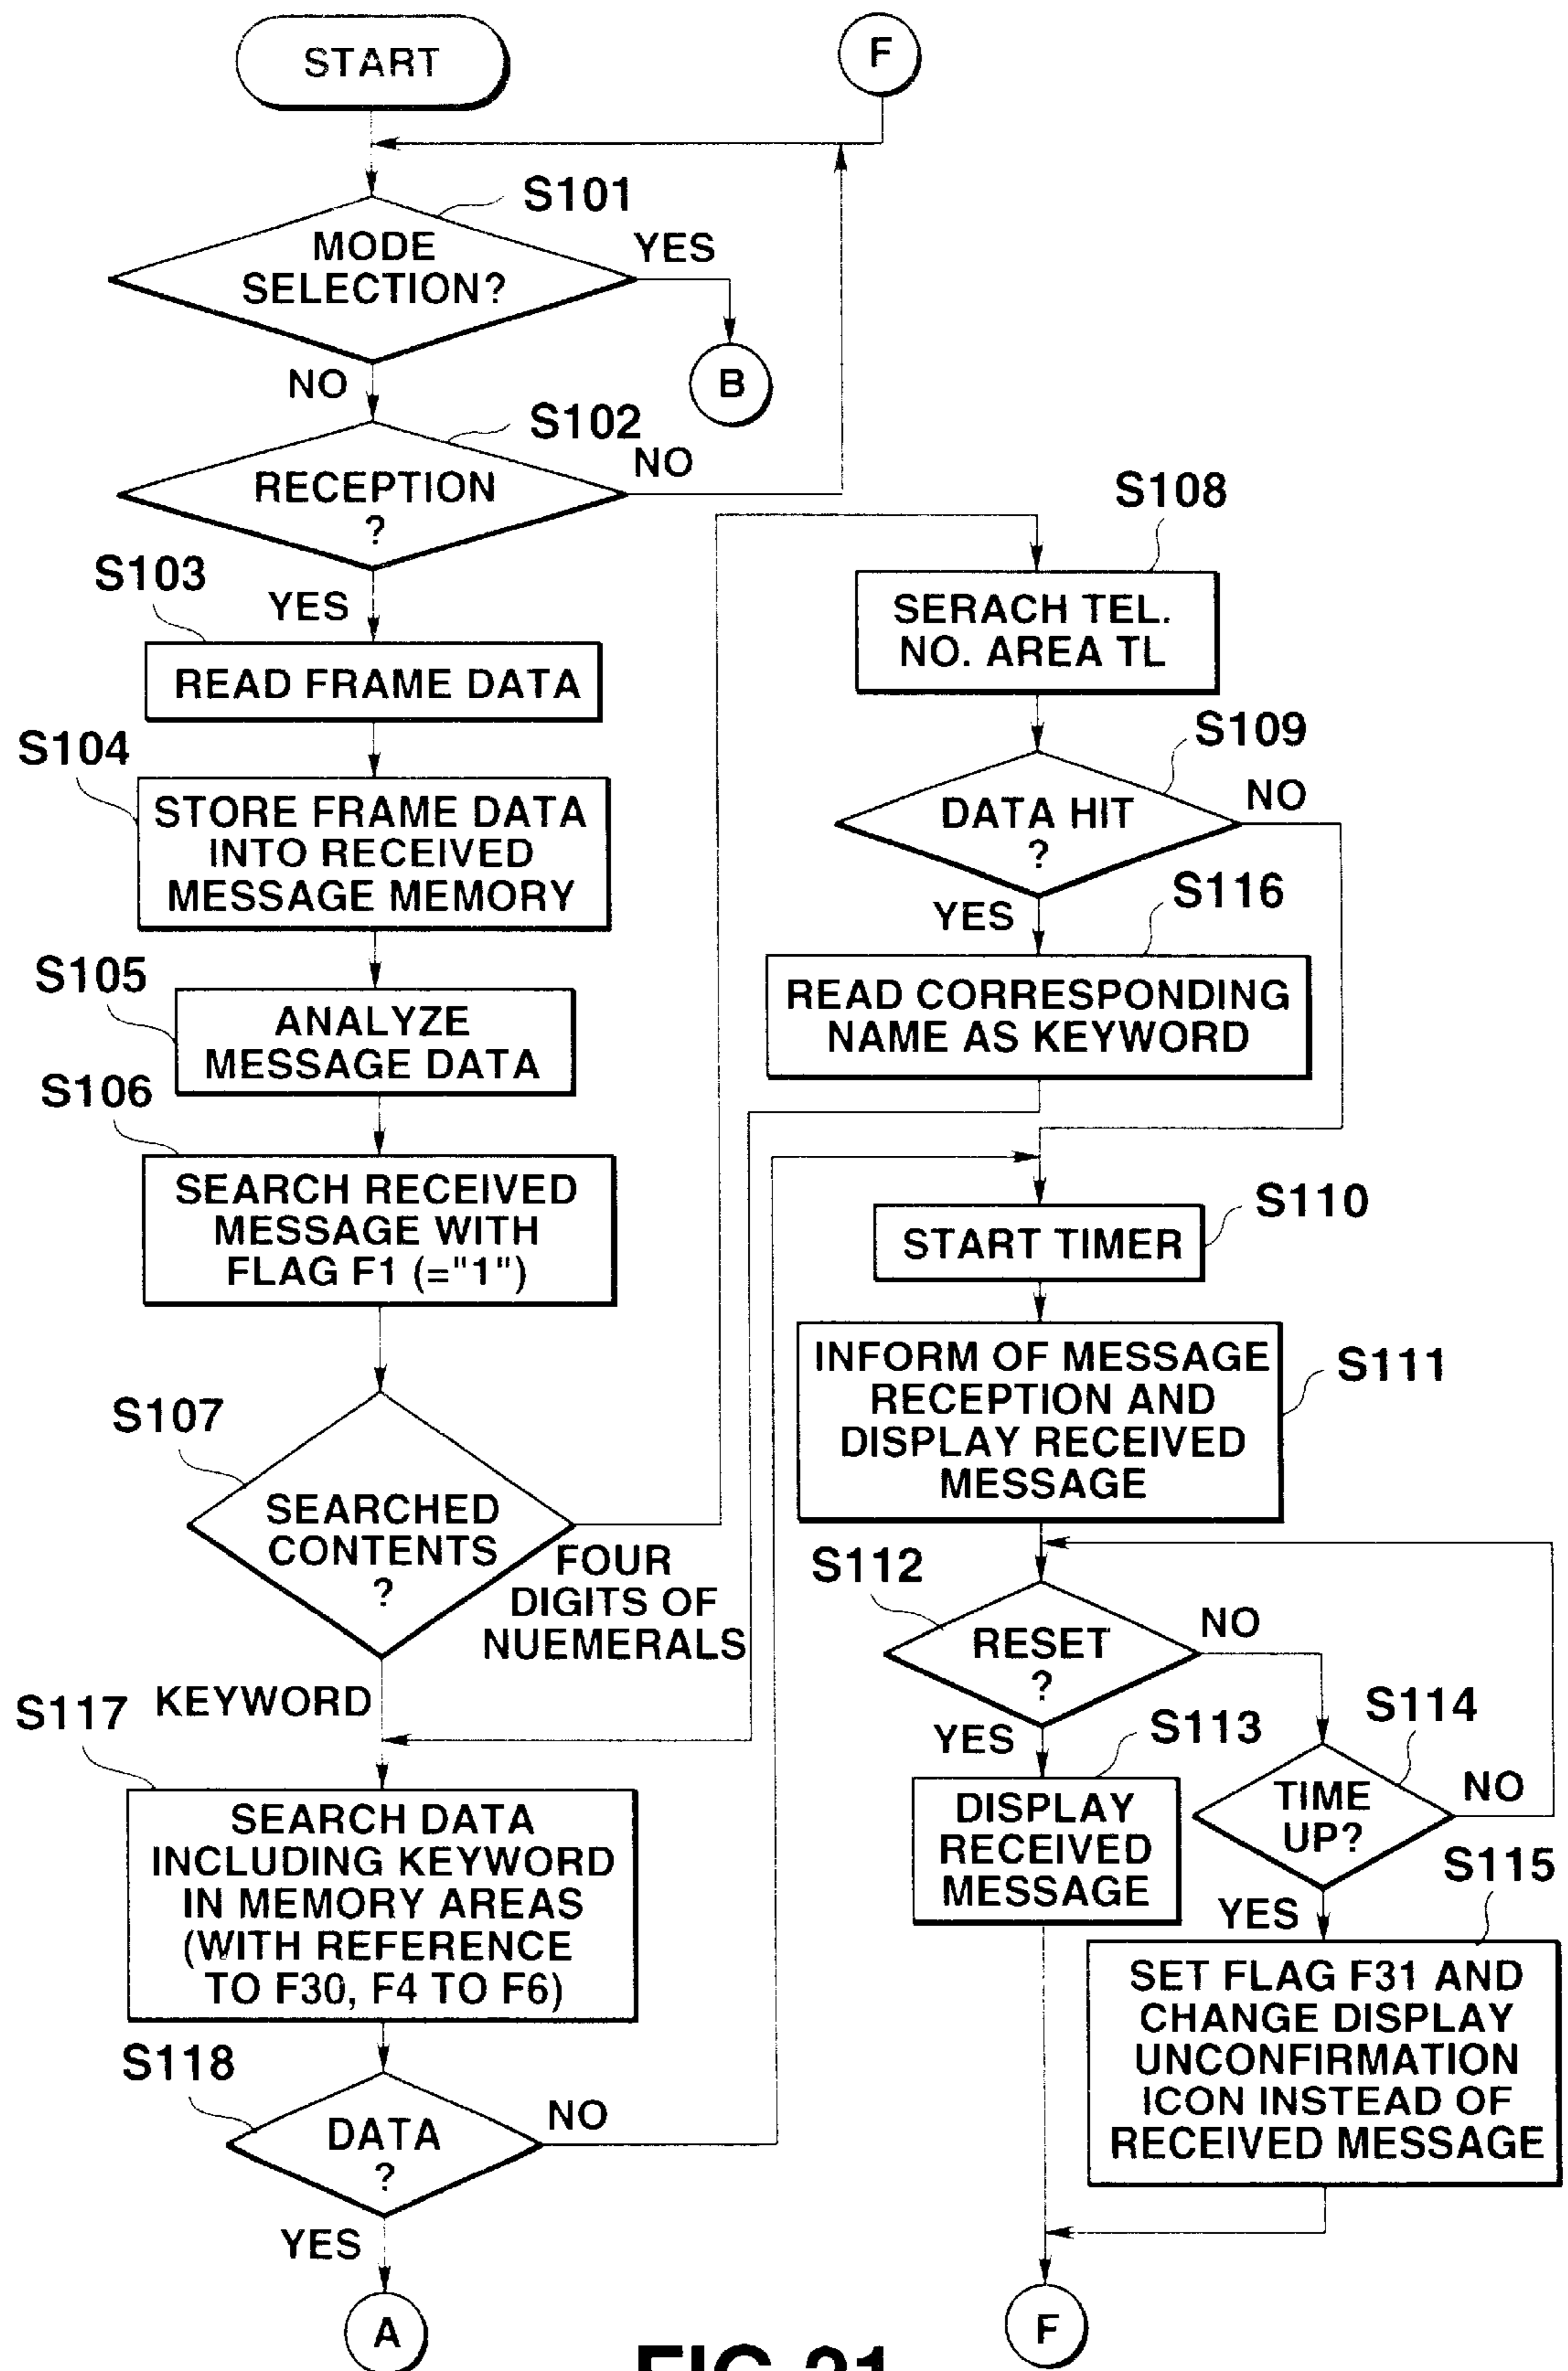 START
F
S101
MODE
SELECTION?
YES
B
NO
S102
RECEPTION
?
NO
S103
YES
READ FRAME DATA
S104
STORE FRAME DATA
INTO RECEIVED
MESSAGE MEMORY
S105
ANALYZE
MESSAGE DATA
S106
SEARCH RECEIVED
MESSAGE WITH
FLAG F1 (="1")
S107
SEARCHED
CONTENTS
?
FOUR
DIGITS OF
NUEMERALS
KEYWORD
S117
SEARCH DATA
INCLUDING KEYWORD
IN MEMORY AREAS
(WITH REFERENCE
TO F30, F4 TO F6)
S118
DATA
?
NO
YES
A
S108
SERACH TEL.
NO. AREA TL
S109
DATA HIT
?
NO
YES
S116
READ CORRESPONDING
NAME AS KEYWORD
S110
START TIMER
S111
INFORM OF MESSAGE
RECEPTION AND
DISPLAY RECEIVED
MESSAGE
S112
RESET
?
NO
YES
S113
DISPLAY
RECEIVED
MESSAGE
S114
TIME
UP?
NO
YES
S115
SET FLAG F31 AND
CHANGE DISPLAY
UNCONFIRMATION
ICON INSTEAD OF
RECEIVED MESSAGE
F
FIG.21